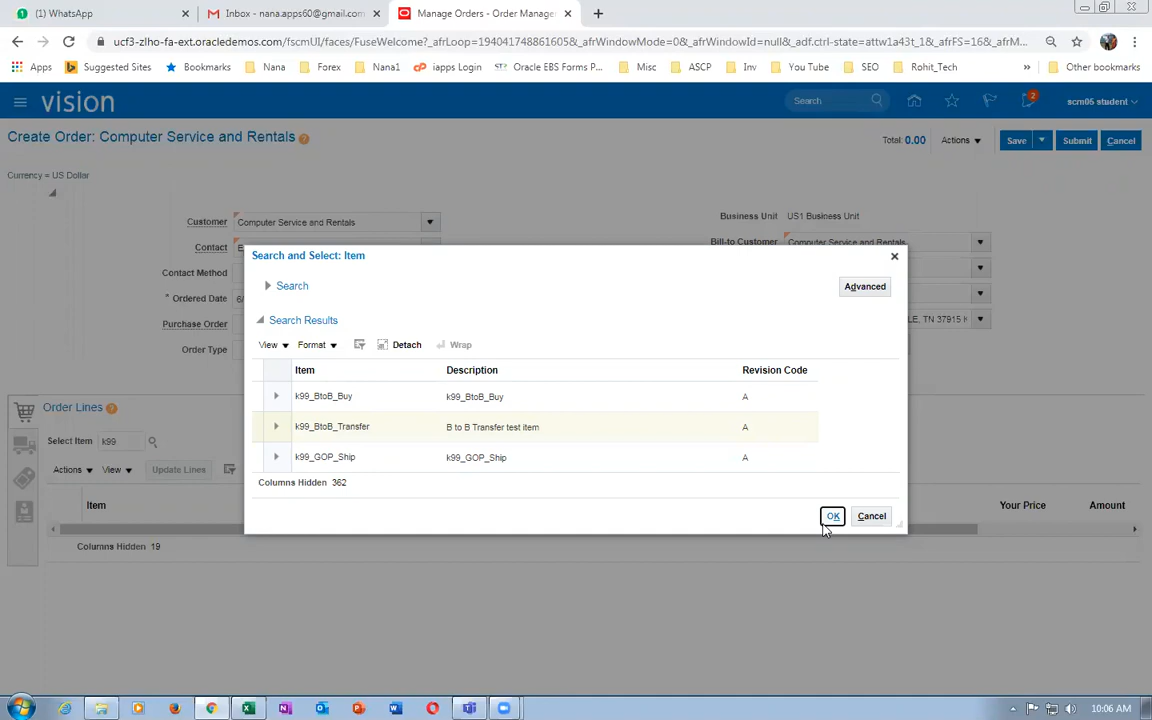 (1) WhatsApp
Inbox - nana.apps60@gmail.com
Manage Orders - Order Manage
ucf3-zlho-fa-ext.oracledemos.com/fscmUI/faces/FuseWelcome?_afrLoop=194041748861605&_afrWindowMode=0&_afrWindowId=null&_adf.ctrl-state=attw1a43t_1&_afrFS=16&_afrM...
Apps Suggested Sites Bookmarks Nana Forex Nana1 iapps Login Oracle EBS Forms P... Misc ASCP Inv You Tube SEO Rohit_Tech » Other bookmarks
vision Search 2 scm05 student
Create Order: Computer Service and Rentals Total: 0.00 Actions Save Submit Cancel
Currency = US Dollar
Customer Computer Service and Rentals Business Unit US1 Business Unit
Contact E Bill-to Customer Computer Service and Rentals
Search and Select: Item
Contact Method
Search Advanced
* Ordered Date 6/
Search Results
Purchase Order LE, TN 37915
View Format Detach Wrap
Order Type
Item Description Revision Code
k99_BtoB_Buy k99_BtoB_Buy A
Order Lines
k99_BtoB_Transfer B to B Transfer test item A
Select Item k99
k99_GOP_Ship k99_GOP_Ship A
Actions View Update Lines
Columns Hidden 362
Item Your Price Amount
OK Cancel
Columns Hidden 19
10:06 AM